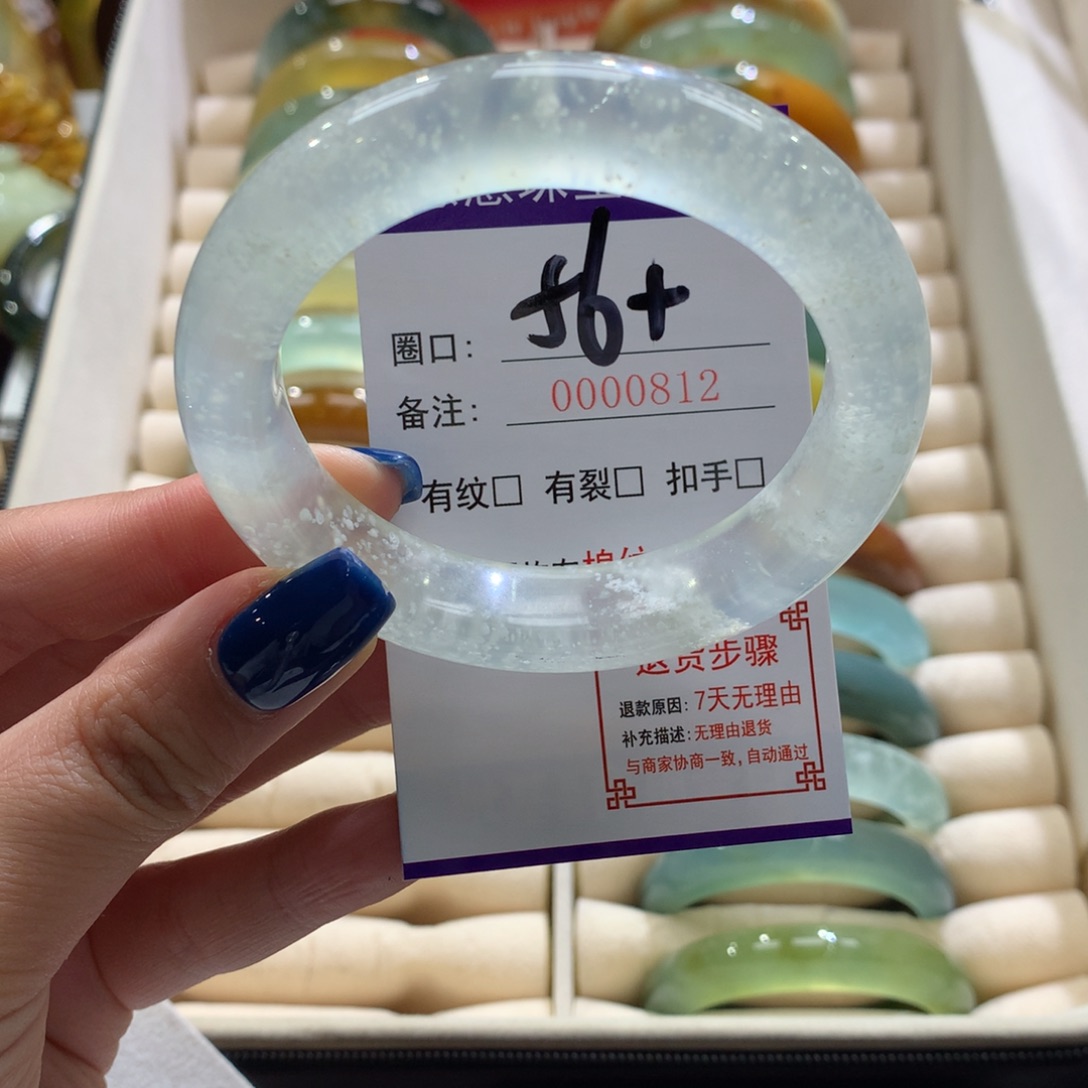 56+
圈口：
备注：0000812
有纹□ 有裂□ 扣手□
棉纹
退货步骤
退款原因：7天无理由
补充描述：无理由退货
与商家协商一致，自动通过